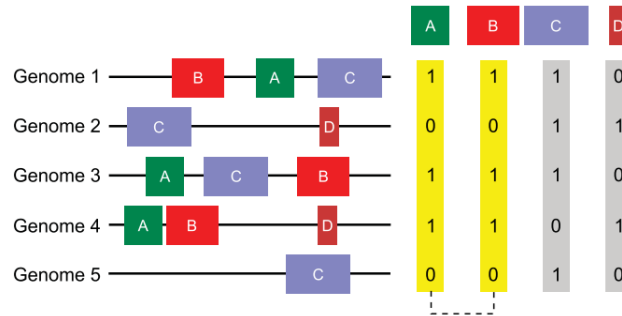 A B C D
Genome 1 B A C 1 1 1 0
Genome 2 C D 0 0 1 1
Genome 3 A C B 1 1 1 0
Genome 4 A B D 1 1 0 1
Genome 5 C 0 0 1 0